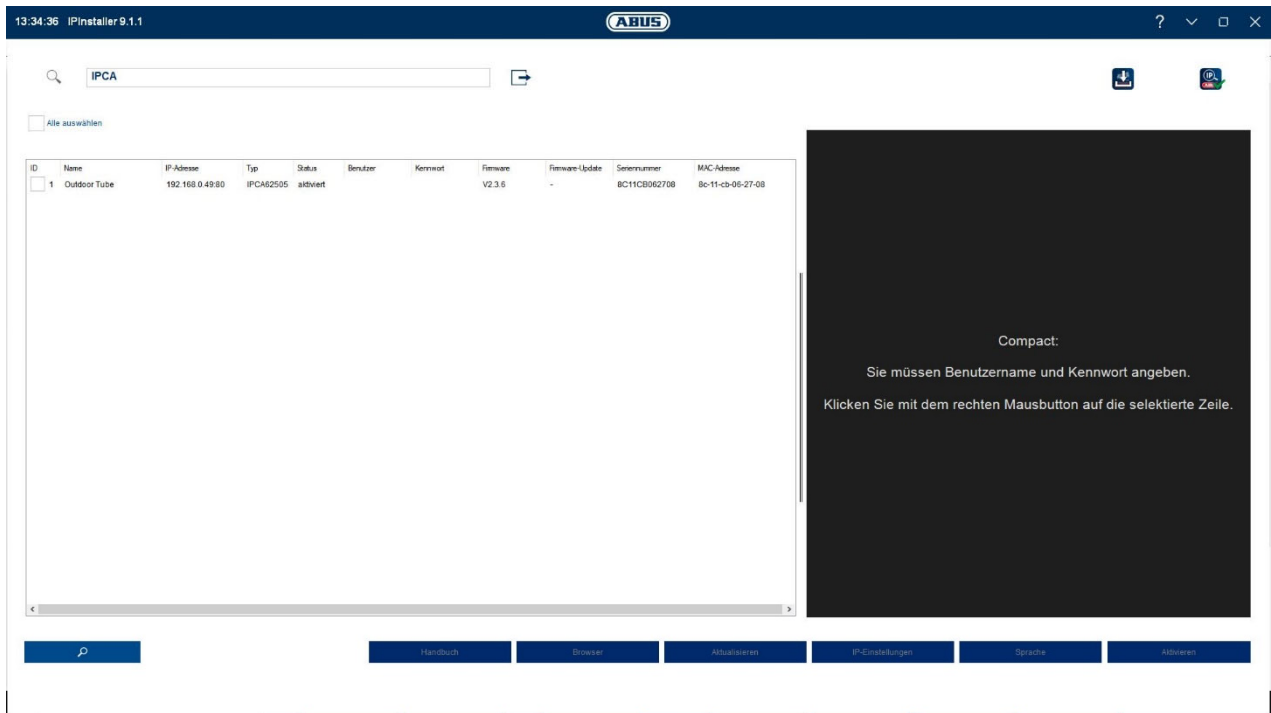 13:34:36 IPInstaller 9.1.1 ABUS ?
IPCA
Alle auswählen
ID Name IP-Adresse Typ Status Benutzer Kennwort Firmware Firmware-Update Seriennummer MAC-Adresse
1 Outdoor Tube 192.168.0.49:80 IPCA62505 aktiviert V2.3.6 - 8C11CB062708 8c-11-cb-06-27-08
Compact:
Sie müssen Benutzername und Kennwort angeben.
Klicken Sie mit dem rechten Mausbutton auf die selektierte Zeile.
Handbuch Browser Aktualisieren IP-Einstellungen Sprache Aktivieren